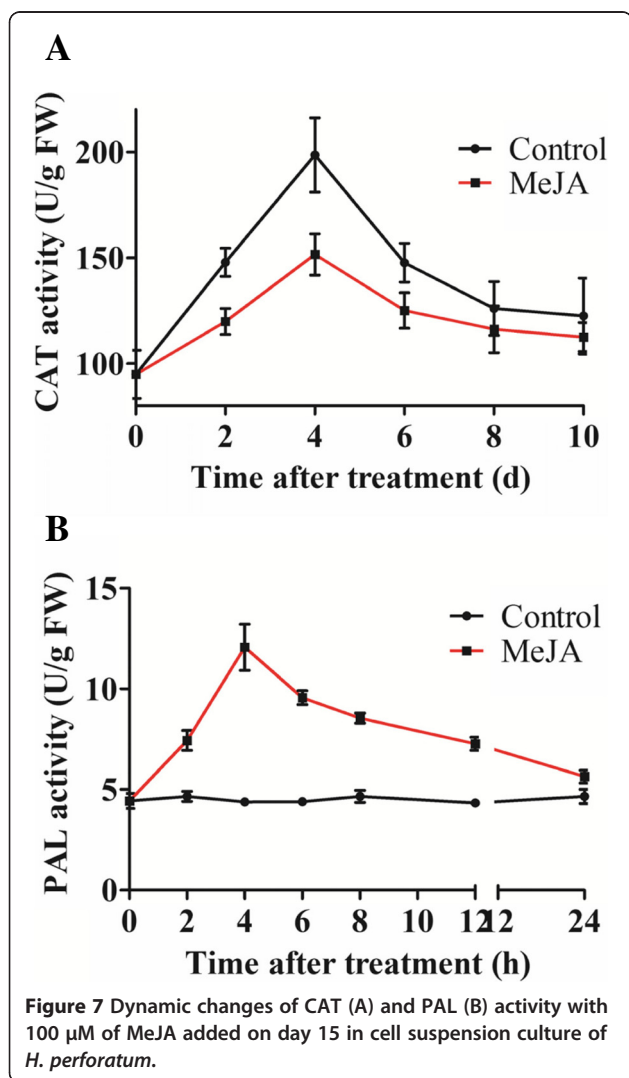 A
CAT activity (U/g FW)
200
150
100
Control
MeJA
0 2 4 6 8 10
Time after treatment (d)
B
PAL activity (U/g FW)
15
10
5
0
Control
MeJA
0 2 4 6 8 10 12 12 24
Time after treatment (h)
Figure 7 Dynamic changes of CAT (A) and PAL (B) activity with
100 μM of MeJA added on day 15 in cell suspension culture of
H. perforatum.